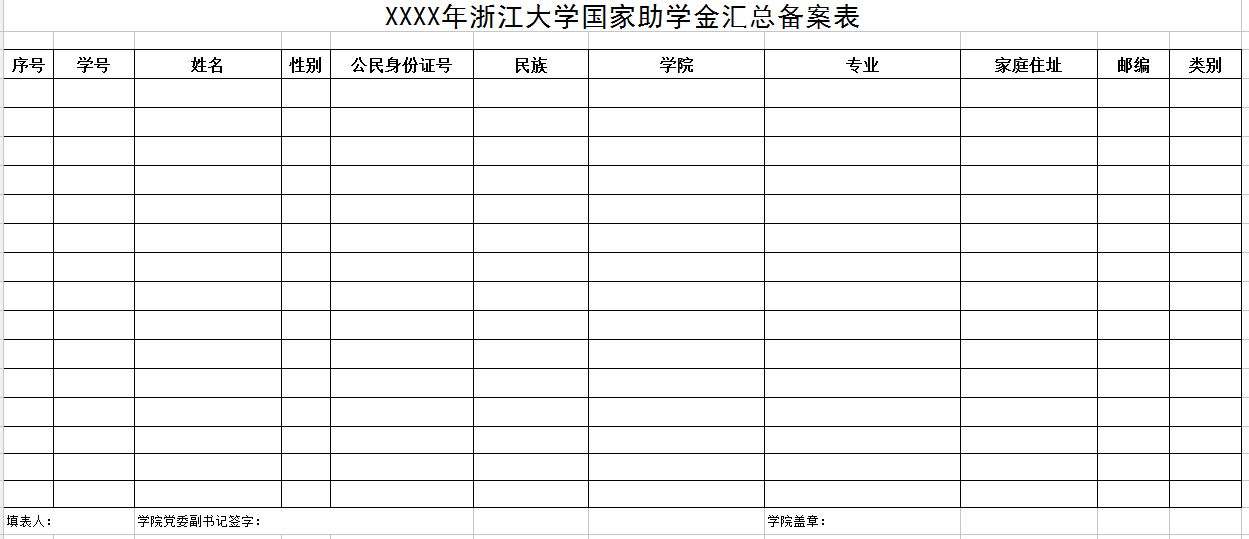 XXXX年浙江大学国家助学金汇总备案表
序号 学号 姓名 性别 公民身份证号 民族 学院 专业 家庭住址 邮编 类别
填表人： 学院党委副书记签字： 学院盖章：